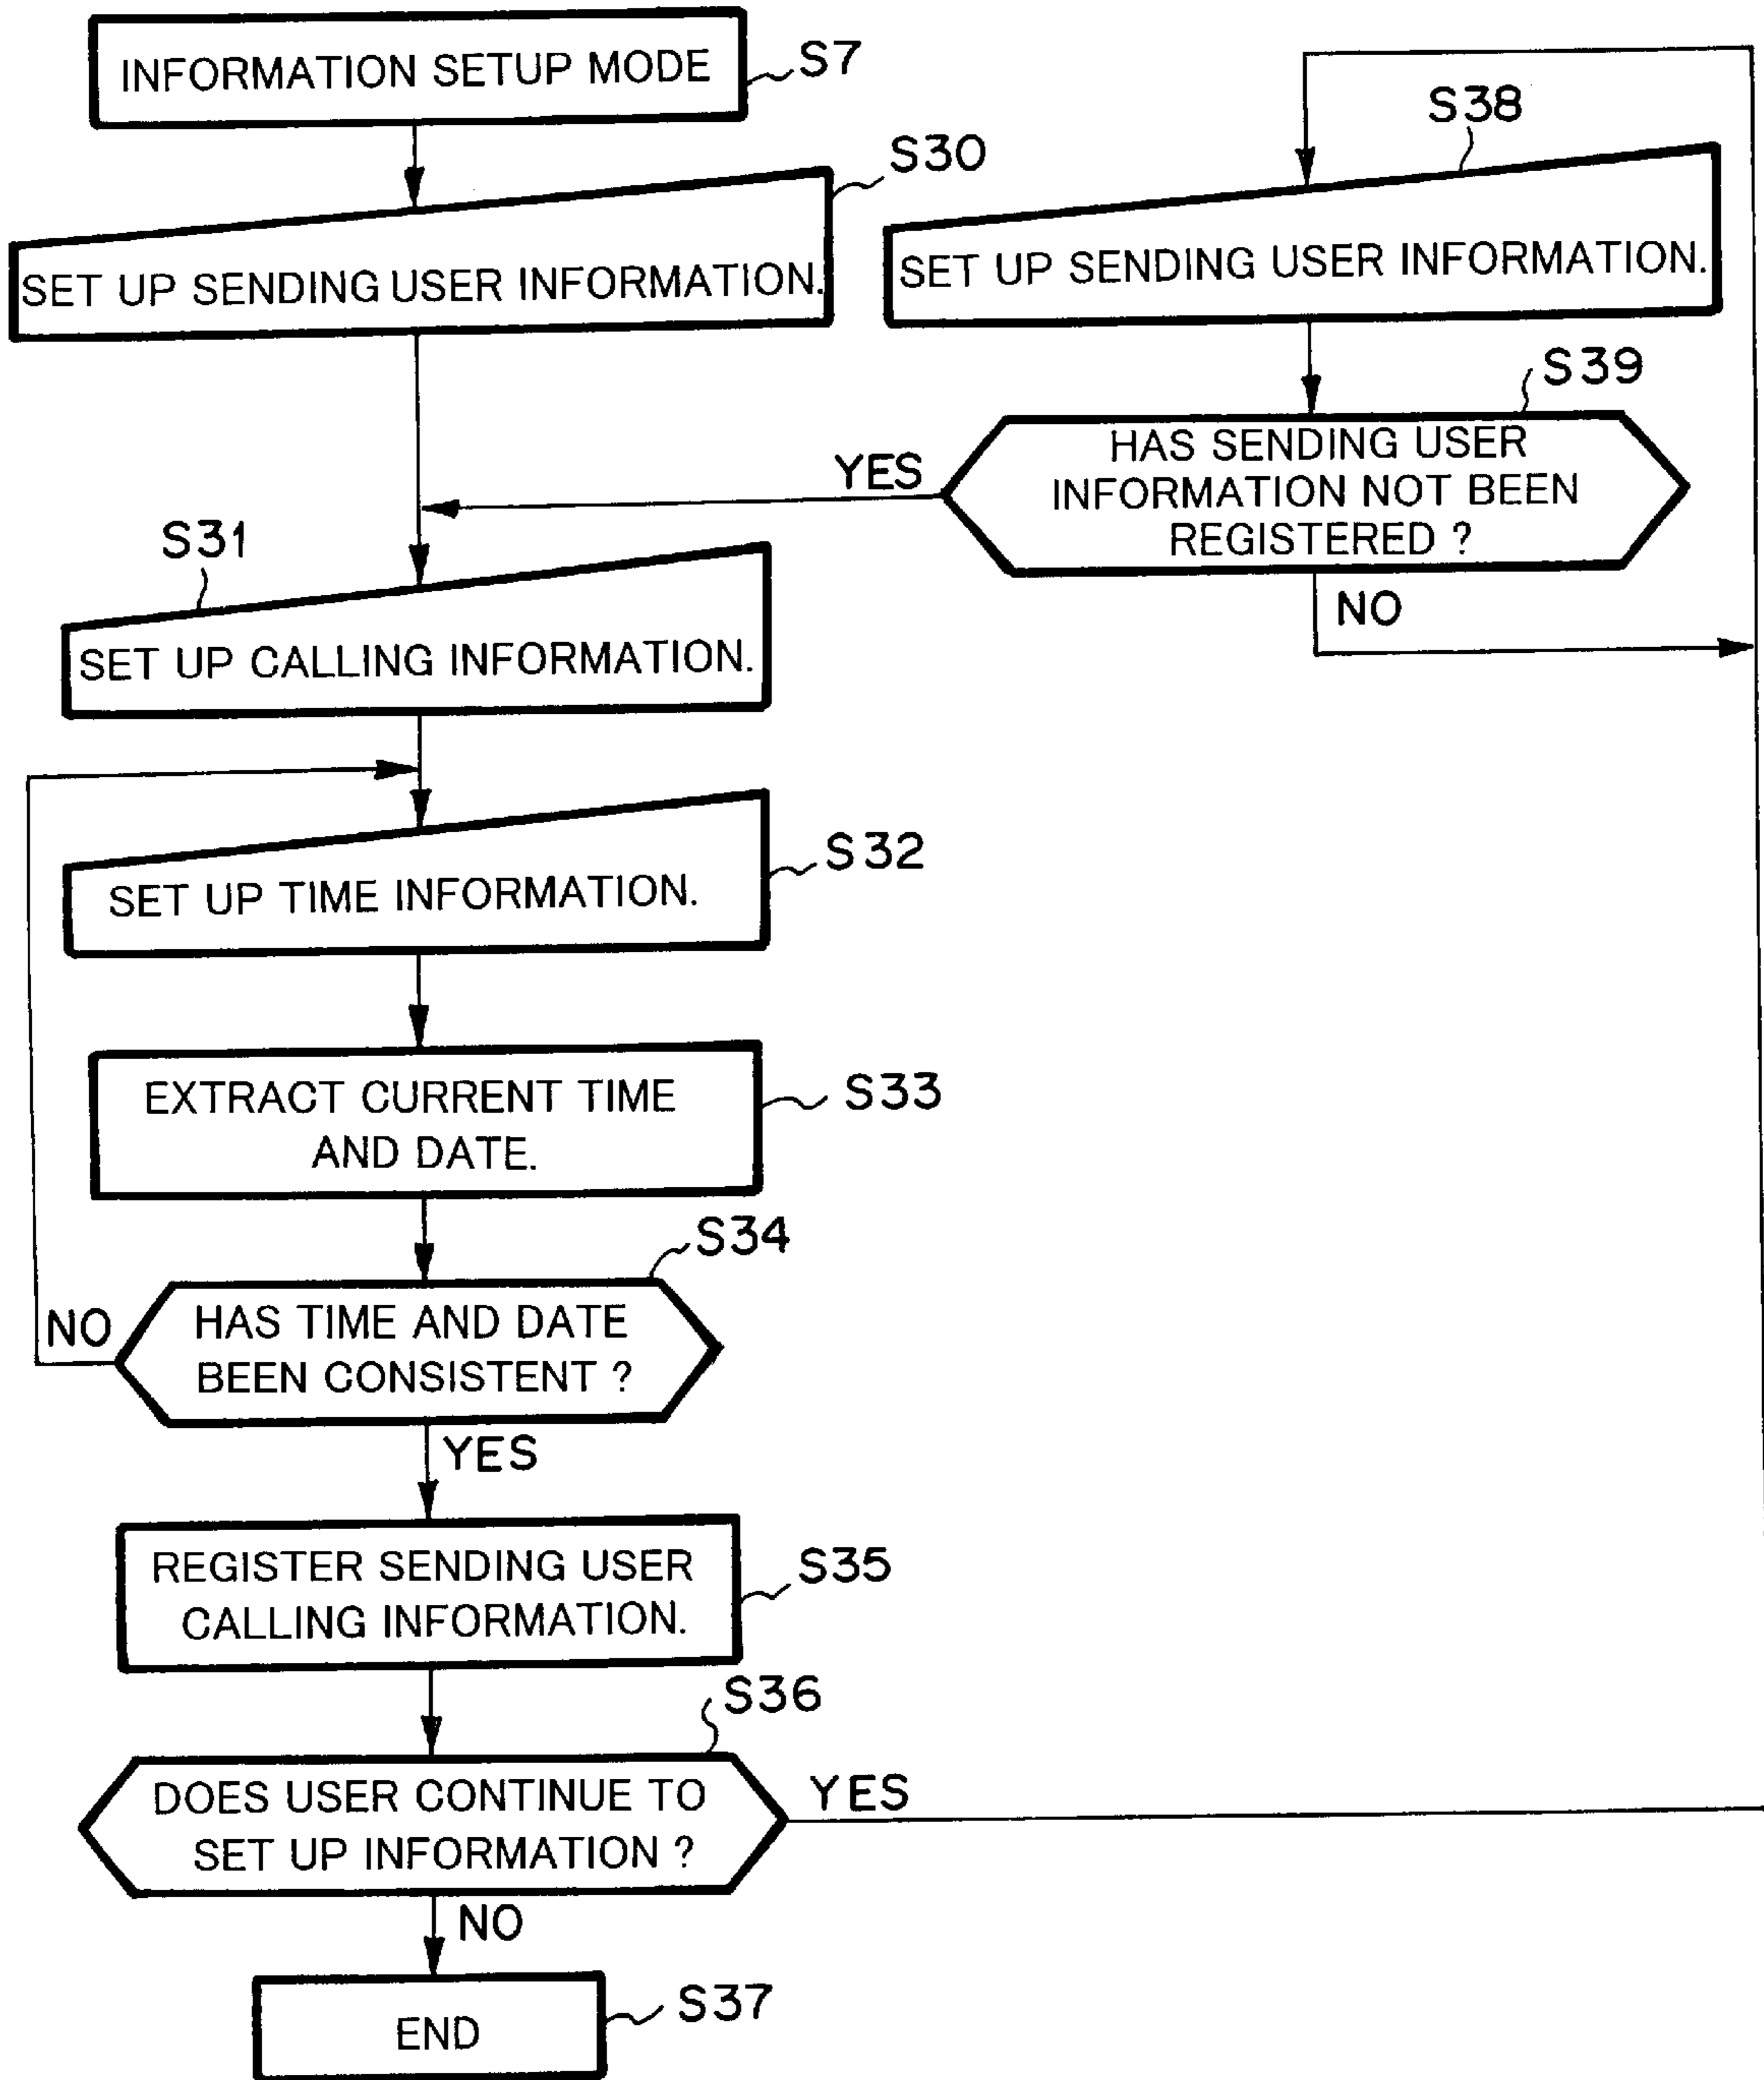 INFORMATION SETUP MODE
S7
S30
SET UP SENDING USER INFORMATION.
S38
SET UP SENDING USER INFORMATION.
S39
HAS SENDING USER
INFORMATION NOT BEEN
REGISTERED ?
YES
NO
S31
SET UP CALLING INFORMATION.
S32
SET UP TIME INFORMATION.
S33
EXTRACT CURRENT TIME
AND DATE.
S34
HAS TIME AND DATE
BEEN CONSISTENT ?
NO
YES
S35
REGISTER SENDING USER
CALLING INFORMATION.
S36
DOES USER CONTINUE TO
SET UP INFORMATION ?
YES
NO
S37
END